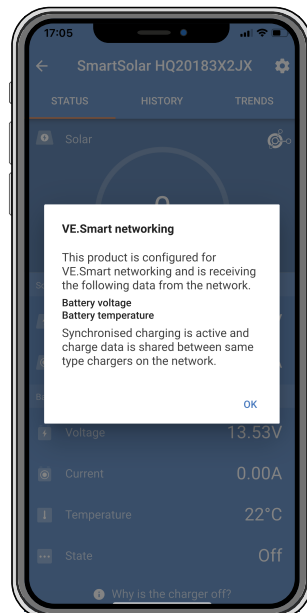 17:05
SmartSolar HQ20183X2JX
STATUS HISTORY TRENDS
Solar
VE.Smart networking
This product is configured for
VE.Smart networking and is receiving
the following data from the network.
Battery voltage
Battery temperature
Synchronised charging is active and
charge data is shared between same
type chargers on the network.
OK
Voltage 13.53V
Current 0.00A
Temperature 22°C
State Off
Why is the charger off?